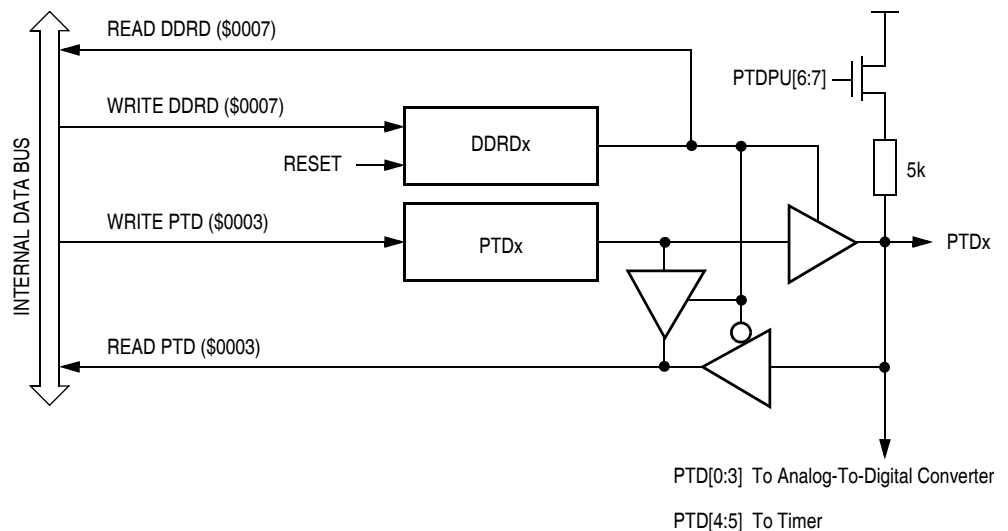 READ DDRD ($0007)
PTDPU[6:7]
WRITE DDRD ($0007)
DDRDx
RESET
5k
INTERNAL DATA BUS
WRITE PTD ($0003)
PTDx
PTDx
READ PTD ($0003)
PTD[0:3] To Analog-To-Digital Converter
PTD[4:5] To Timer